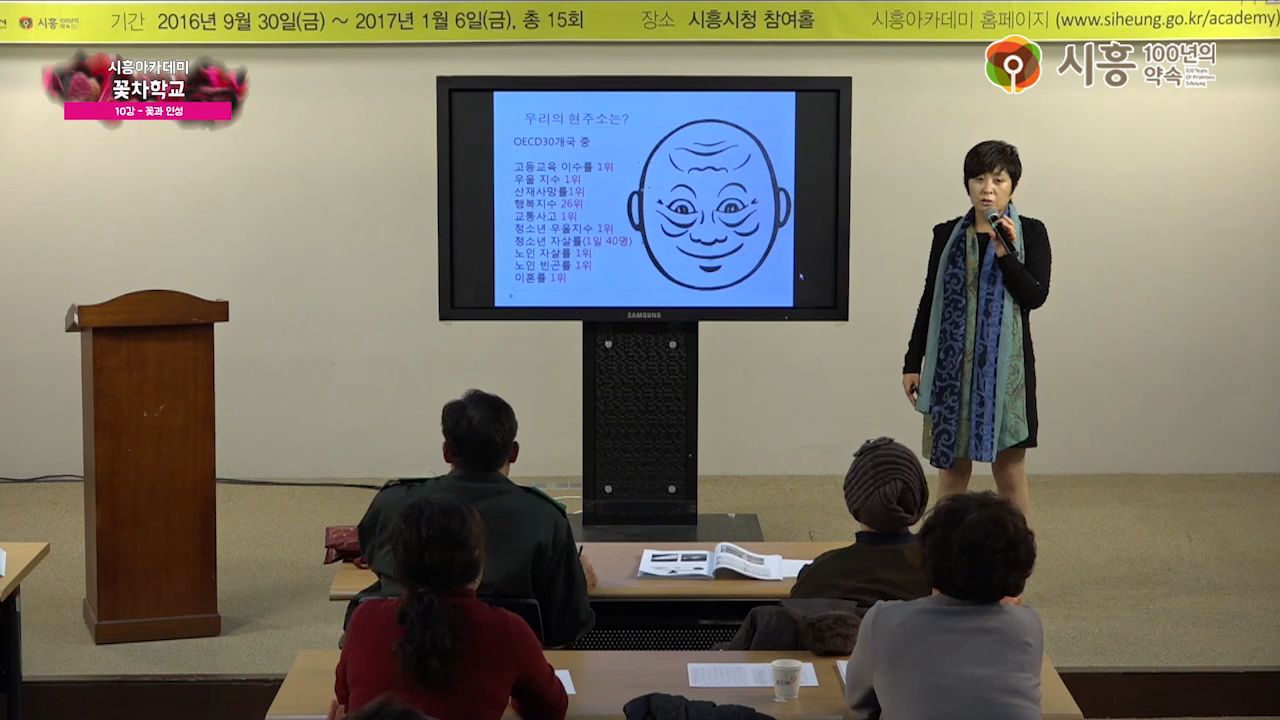 기간 2016년 9월 30일(금) ~ 2017년 1월 6일(금), 총 15회 장소 시흥시청 참여홀 시흥아카데미 홈페이지 (www.siheung.go.kr/academy)
시흥 100년의 약속
시흥아카데미
꽃차학교
10강 - 꽃과 인성
우리의 현주소는?
OECD30개국 중
고등교육 이수률 1위
우울 지수 1위
산재사망률1위
행복지수 26위
교통사고 1위
청소년 우울지수 1위
청소년 자살률(1일 40명)
노인 자살률 1위
노인 빈곤률 1위
이혼률 1위
SAMSUNG